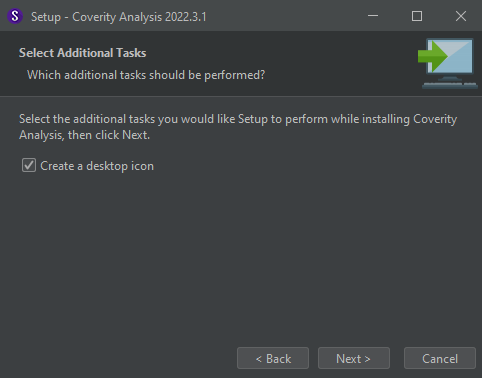 Setup - Coverity Analysis 2022.3.1
Select Additional Tasks
Which additional tasks should be performed?
Select the additional tasks you would like Setup to perform while installing Coverity
Analysis, then click Next.
Create a desktop icon
< Back
Next >
Cancel